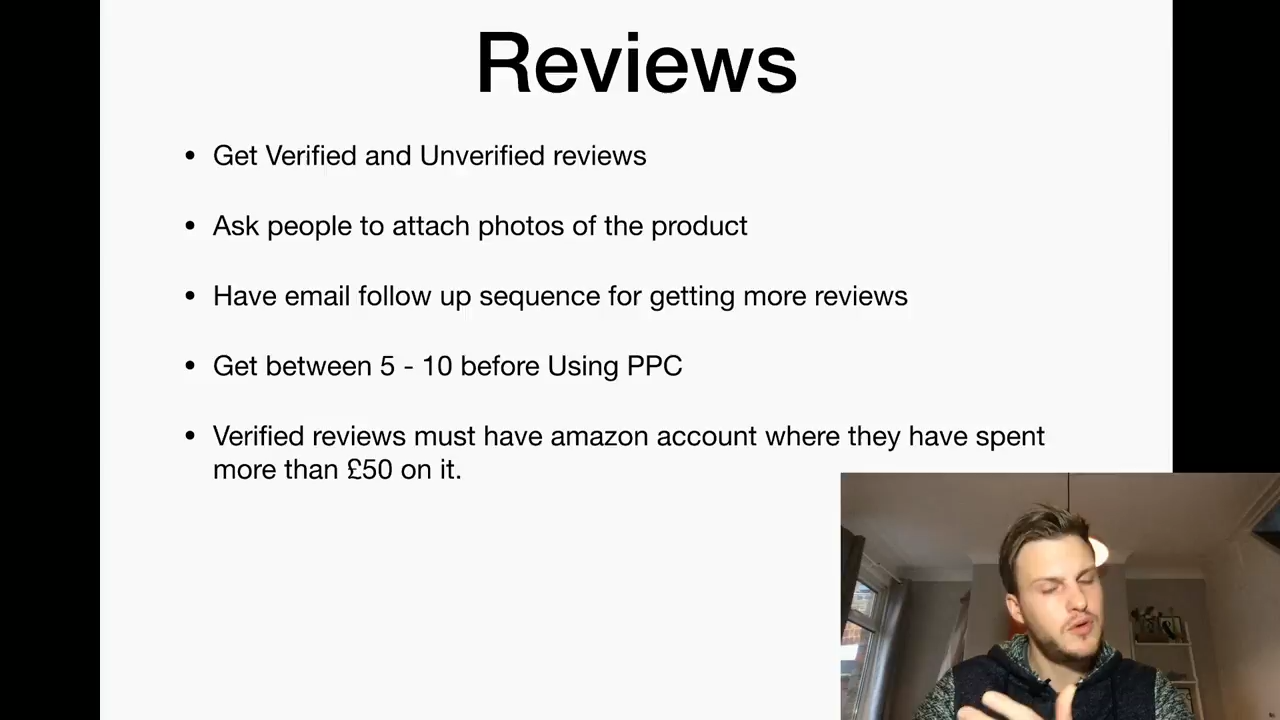 Reviews
• Get Verified and Unverified reviews
• Ask people to attach photos of the product
• Have email follow up sequence for getting more reviews
• Get between 5 - 10 before Using PPC
• Verified reviews must have amazon account where they have spent
more than £50 on it.